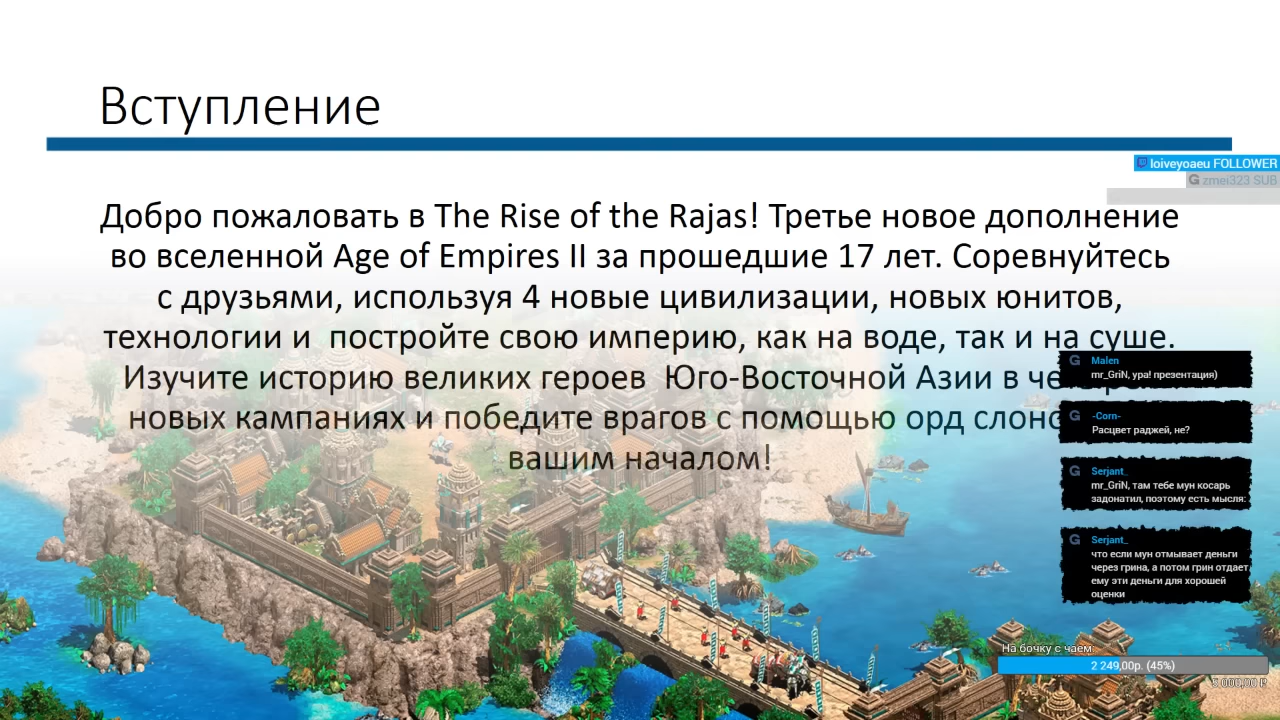 Вступление
loiveyoaeu FOLLOWER
zmei323 SUB
Добро пожаловать в The Rise of the Rajas! Третье новое дополнение
во вселенной Age of Empires II за прошедшие 17 лет. Соревнуйтесь
с друзьями, используя 4 новые цивилизации, новых юнитов,
технологии и постройте свою империю, как на воде, так и на суше.
Изучите историю великих героев Юго-Восточной Азии в
новых кампаниях и победите врагов с помощью орд
вашим началом!
Malen
mr_GriN, ура! презентация)
-Corn-
Расцвет раджей, не?
Serjant_
mr_GriN, там тебе мун косарь
задонатил, поэтому есть мысля:
Serjant_
что если мун отмывает деньги
через грина, а потом грин отдает
ему эти деньги для хорошей
оценки
На бочку с чаем:
2 249,00р. (45%)
5 000,00 ₽